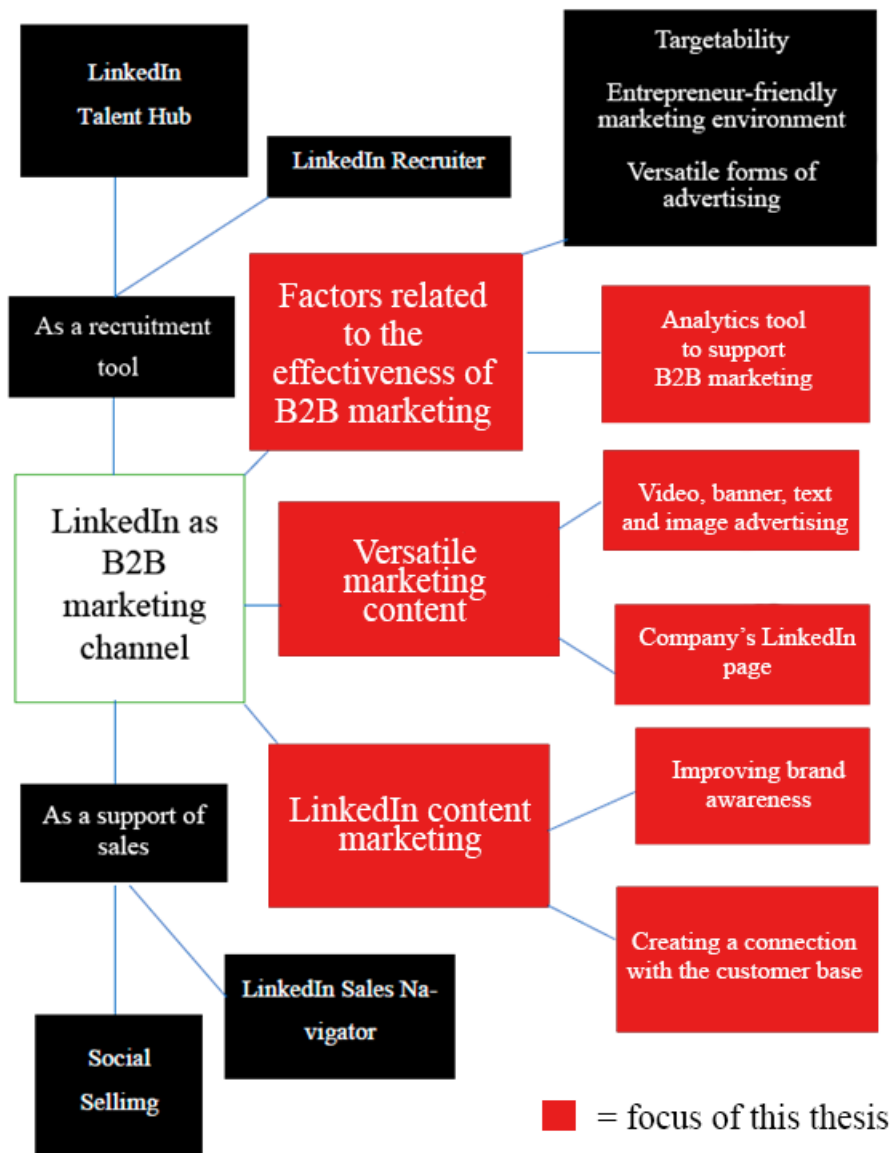 LinkedIn
Talent Hub
LinkedIn Recruiter
Targetability
Entrepreneur-friendly
marketing environment
Versatile forms of
advertising
As a recruitment
tool
Factors related
to the
effectiveness of
B2B marketing
Analytics tool
to support
B2B marketing
LinkedIn as
B2B
marketing
channel
Versatile
marketing
content
Video, banner, text
and image advertising
Company’s LinkedIn
page
As a support of
sales
LinkedIn content
marketing
Improving brand
awareness
Creating a connection
with the customer base
LinkedIn Sales Na-
vigator
Social
Sellimg
= focus of this thesis